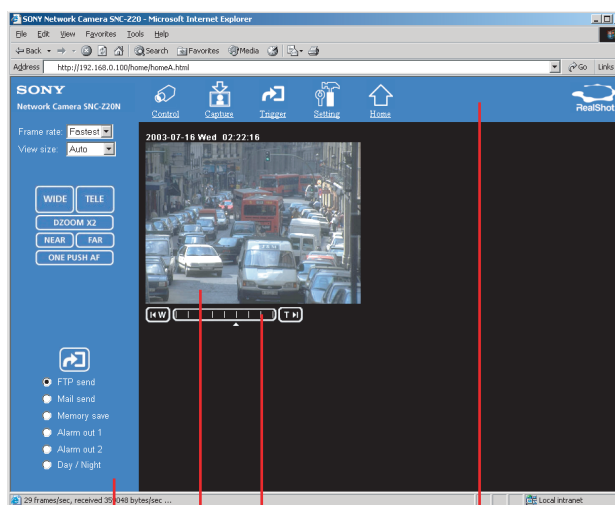 SONY Network Camera SNC-Z20 - Microsoft Internet Explorer
File Edit View Favorites Tools Help
Back Search Favorites Media
Address http://192.168.0.100/home/homeA.html Go Links
SONY
Network Camera SNC-Z20N
Control Capture Trigger Setting Home
RealShot
Frame rate: Fastest
View size: Auto
2003-07-16 Wed 02:22:16
WIDE TELE
DZOOM X2
NEAR FAR
ONE PUSH AF
W T
FTP send
Mail send
Memory save
Alarm out 1
Alarm out 2
Day / Night
29 frames/sec, received 359048 bytes/sec ... Local intranet